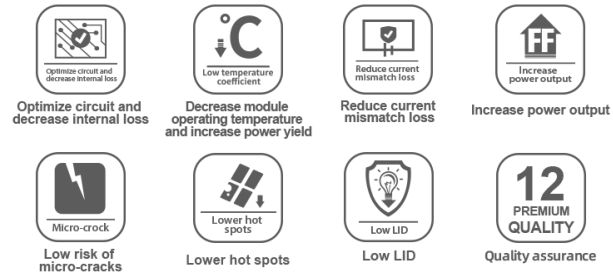 Optimize circuit and
decrease internal loss
Optimize circuit and
decrease internal loss
°C
Low temperature
coefficient
Decrease module
operating temperature
and increase power yield
Reduce current
mismatch loss
Reduce current
mismatch loss
FF
Increase
power output
Increase power output
Micro-crock
Low risk of
micro-cracks
Lower hot
spots
Lower hot spots
Low LID
Low LID
12
PREMIUM
QUALITY
Quality assurance